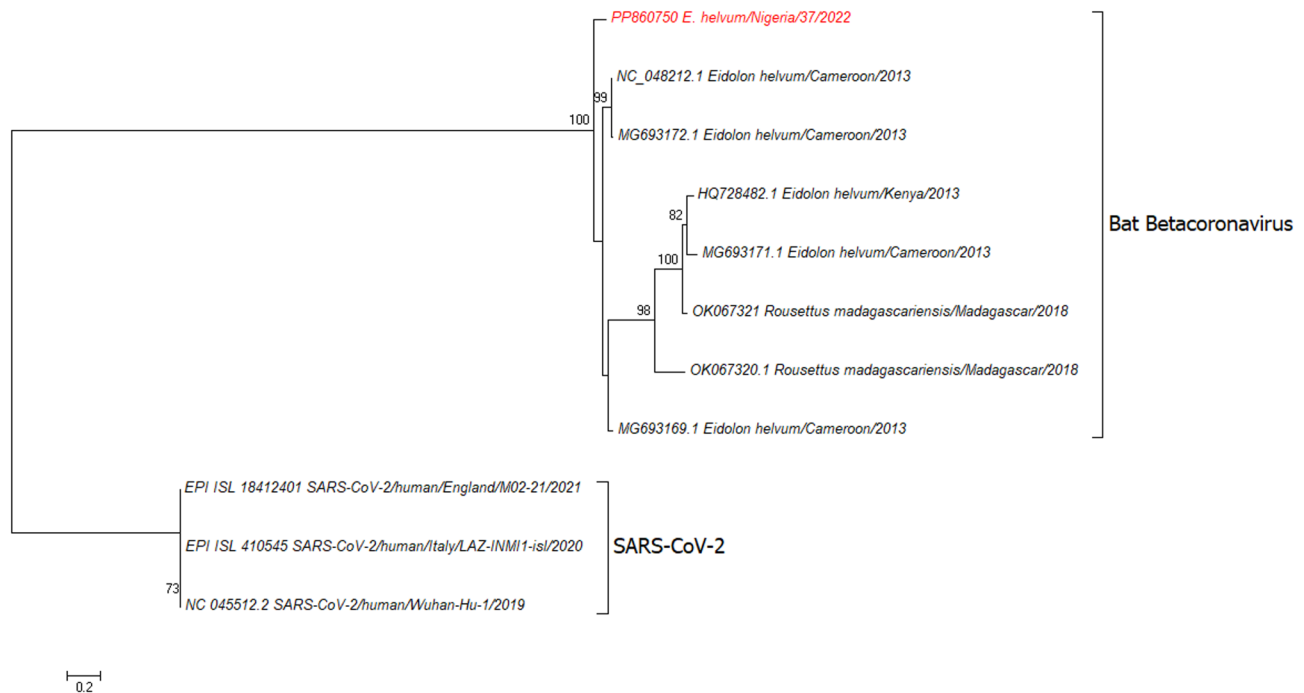 PP860750 E. helvum/Nigeria/37/2022
NC_048212.1 Eidolon helvum/Cameroon/2013
99
100
MG693172.1 Eidolon helvum/Cameroon/2013
HQ728482.1 Eidolon helvum/Kenya/2013
82
Bat Betacoronavirus
MG693171.1 Eidolon helvum/Cameroon/2013
100
OK067321 Rousettus madagascariensis/Madagascar/2018
98
OK067320.1 Rousettus madagascariensis/Madagascar/2018
MG693169.1 Eidolon helvum/Cameroon/2013
EPI ISL 18412401 SARS-CoV-2/human/England/M02-21/2021
EPI ISL 410545 SARS-CoV-2/human/Italy/LAZ-INMI1-isl/2020
SARS-CoV-2
73
NC 045512.2 SARS-CoV-2/human/Wuhan-Hu-1/2019
0.2